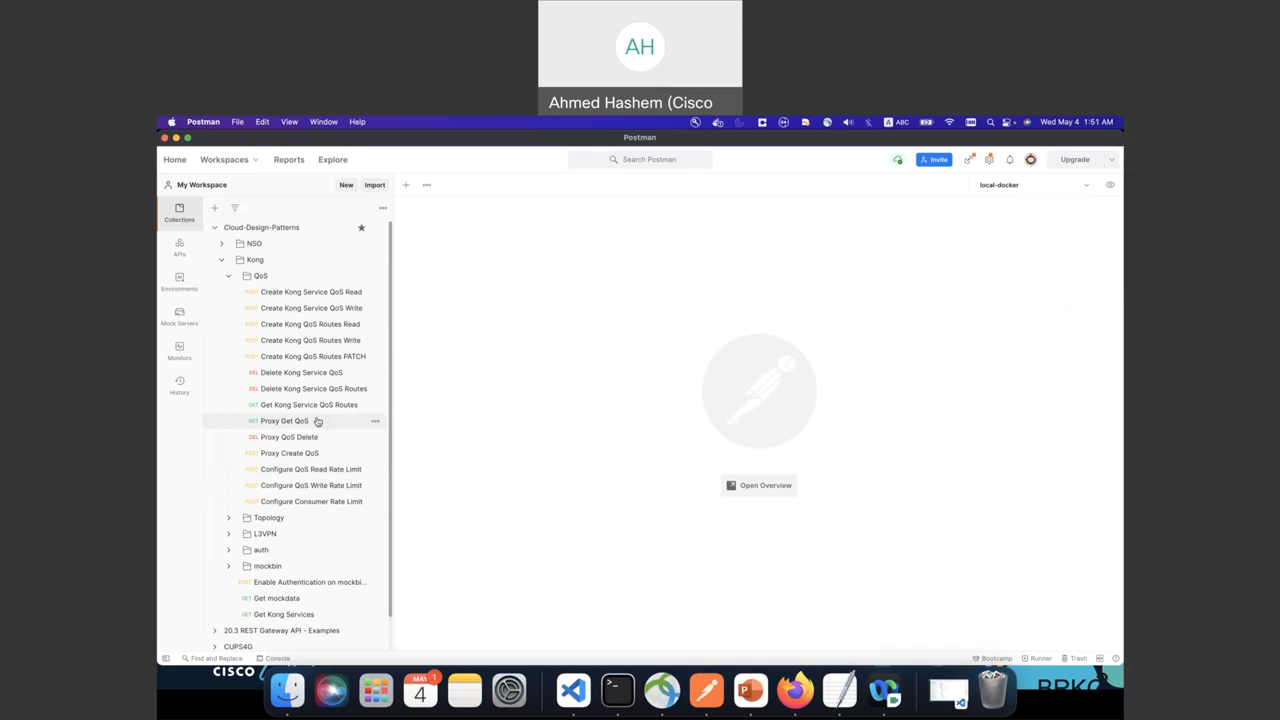 AH
Ahmed Hashem (Cisco
Postman File Edit View Window Help
A ABC
Wed May 4 1:51 AM
Postman
Home Workspaces Reports Explore
Search Postman
Invite
Upgrade
My Workspace
New Import
local-docker
Collections
APIs
Environments
Mock Servers
Monitors
History
Cloud-Design-Patterns
NSO
Kong
QoS
POST Create Kong Service QoS Read
POST Create Kong Service QoS Write
POST Create Kong QoS Routes Read
POST Create Kong QoS Routes Write
POST Create Kong QoS Routes PATCH
DEL Delete Kong Service QoS
DEL Delete Kong Service QoS Routes
GET Get Kong Service QoS Routes
GET Proxy Get QoS
DEL Proxy QoS Delete
POST Proxy Create QoS
POST Configure QoS Read Rate Limit
POST Configure QoS Write Rate Limit
POST Configure Consumer Rate Limit
Topology
L3VPN
auth
mockbin
POST Enable Authentication on mockbi...
GET Get mockdata
GET Get Kong Services
20.3 REST Gateway API - Examples
CUPS4G
Open Overview
Find and Replace Console
Bootcamp Runner Trash
cisco
MAY
4
1